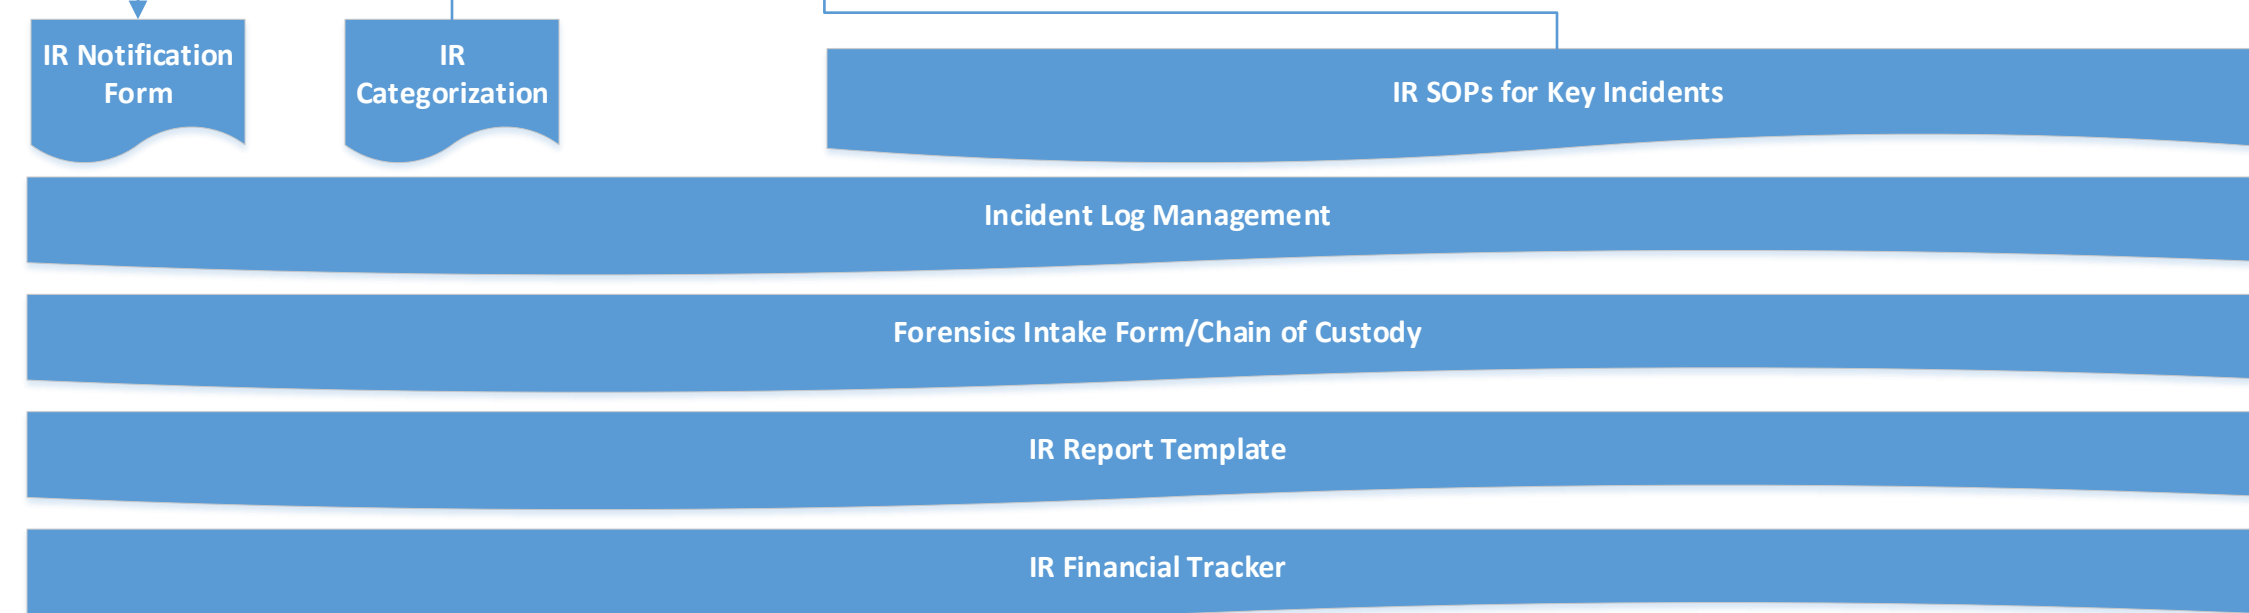 IR Notification
Form
IR
Categorization
IR SOPs for Key Incidents
Incident Log Management
Forensics Intake Form/Chain of Custody
IR Report Template
IR Financial Tracker